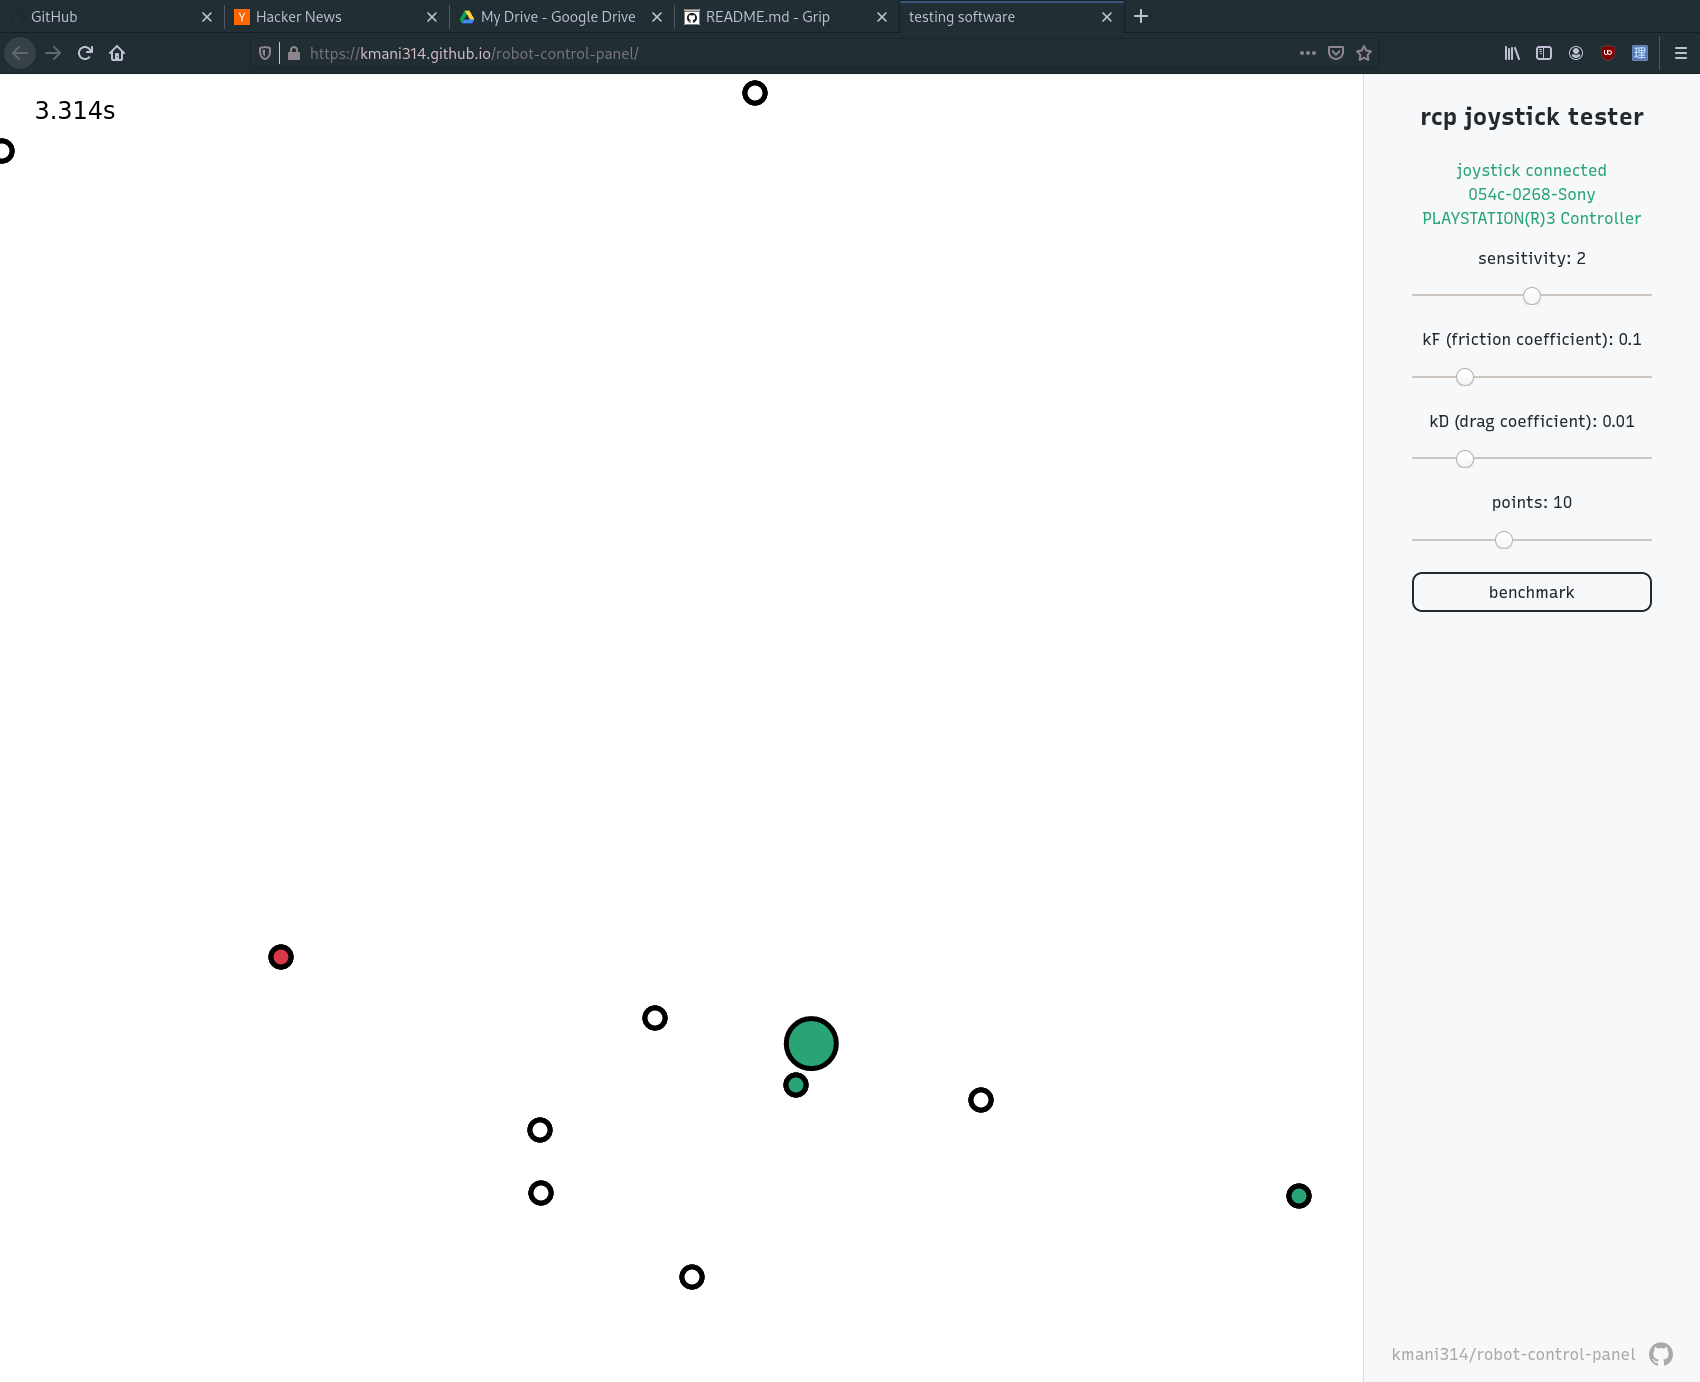 GitHub
Hacker News
My Drive - Google Drive
README.md - Grip
testing software
https://kmani314.github.io/robot-control-panel/
3.314s
rcp joystick tester
joystick connected
054c-0268-Sony
PLAYSTATION(R)3 Controller
sensitivity: 2
kF (friction coefficient): 0.1
kD (drag coefficient): 0.01
points: 10
benchmark
kmani314/robot-control-panel